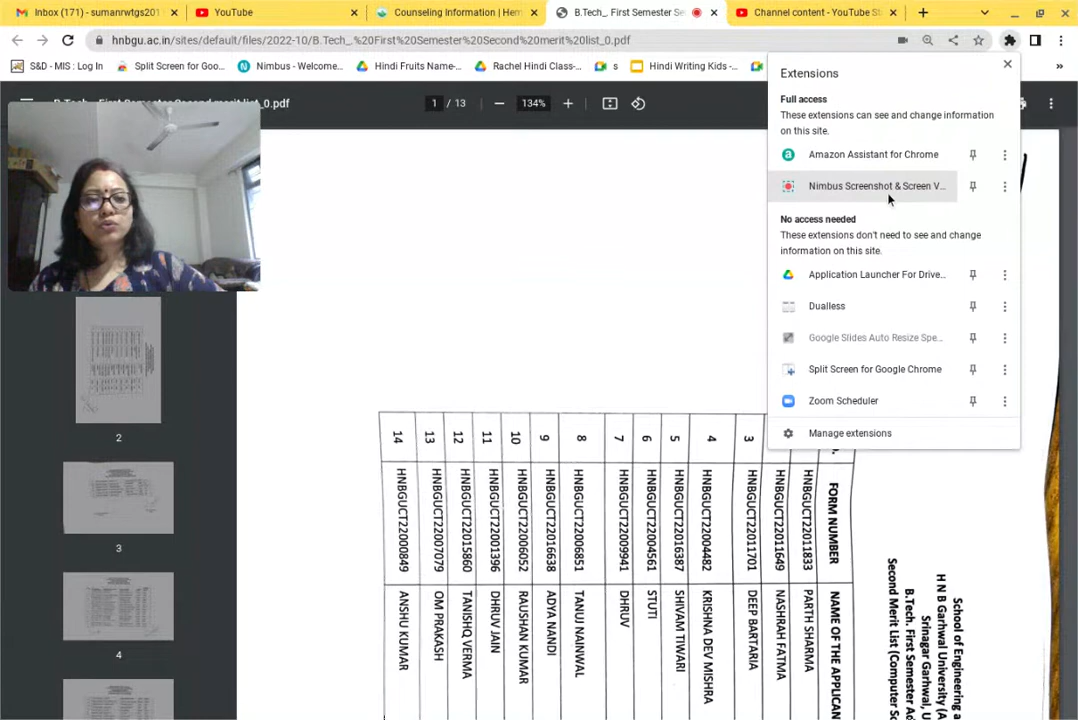 Inbox (171) - sumanrwtgs201
YouTube
Counseling Information | Hem
B.Tech_ First Semester Se
Channel content - YouTube St
hnbgu.ac.in/sites/default/files/2022-10/B.Tech_.%20First%20Semester%20Second%20merit%20list_0.pdf
S&D - MIS : Log In
Split Screen for Goo...
Nimbus - Welcome...
Hindi Fruits Name-...
Rachel Hindi Class-...
s
Hindi Writing Kids -...
»
list_0.pdf
1 / 13
134%
2
3
4
Extensions
Full access
These extensions can see and change information
on this site.
Amazon Assistant for Chrome
Nimbus Screenshot & Screen V...
No access needed
These extensions don't need to see and change
information on this site.
Application Launcher For Drive...
Dualless
Google Slides Auto Resize Spe...
Split Screen for Google Chrome
Zoom Scheduler
Manage extensions
School of Engineering a
H N B Garhwal University (A
Srinagar Garhwal,
B.Tech. First Semester Ad
Second Merit List (Computer Sc
FORM NUMBER NAME OF THE APPLICAN
HNBGUCT22011833 PARTH SHARMA
HNBGUCT22011649 NASHRAH FATMA
3 HNBGUCT22011701 DEEP BARTARIA
4 HNBGUCT22004482 KRISHNA DEV MISHRA
5 HNBGUCT22016387 SHIVAM TIWARI
6 HNBGUCT22004561 STUTI
7 HNBGUCT22009941 DHRUV
8 HNBGUCT22006851 TANUJ NAINWAL
9 HNBGUCT22016638 ADYA NANDI
10 HNBGUCT22006052 RAUSHAN KUMAR
11 HNBGUCT22001396 DHRUV JAIN
12 HNBGUCT22015860 TANISHQ VERMA
13 HNBGUCT22007079 OM PRAKASH
14 HNBGUCT22000849 ANSHU KUMAR